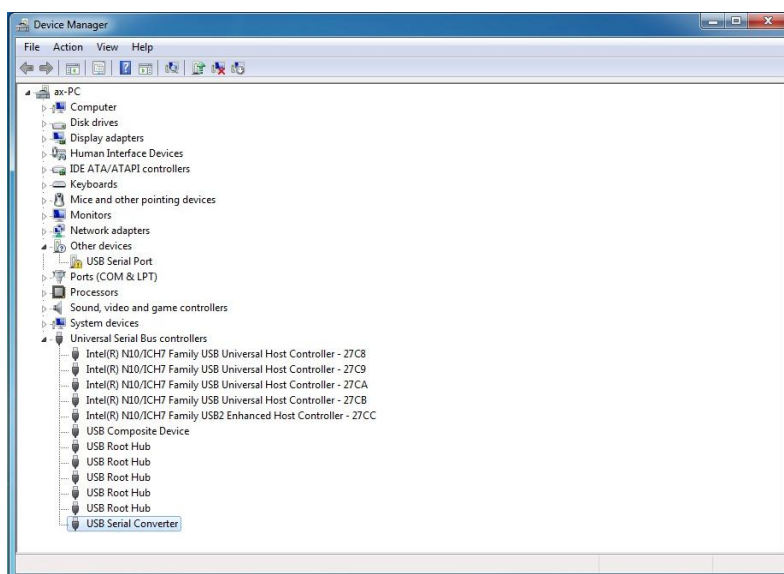 Device Manager
File Action View Help
ax-PC
Computer
Disk drives
Display adapters
Human Interface Devices
IDE ATA/ATAPI controllers
Keyboards
Mice and other pointing devices
Monitors
Network adapters
Other devices
USB Serial Port
Ports (COM & LPT)
Processors
Sound, video and game controllers
System devices
Universal Serial Bus controllers
Intel(R) N10/ICH7 Family USB Universal Host Controller - 27C8
Intel(R) N10/ICH7 Family USB Universal Host Controller - 27C9
Intel(R) N10/ICH7 Family USB Universal Host Controller - 27CA
Intel(R) N10/ICH7 Family USB Universal Host Controller - 27CB
Intel(R) N10/ICH7 Family USB2 Enhanced Host Controller - 27CC
USB Composite Device
USB Root Hub
USB Root Hub
USB Root Hub
USB Root Hub
USB Root Hub
USB Serial Converter